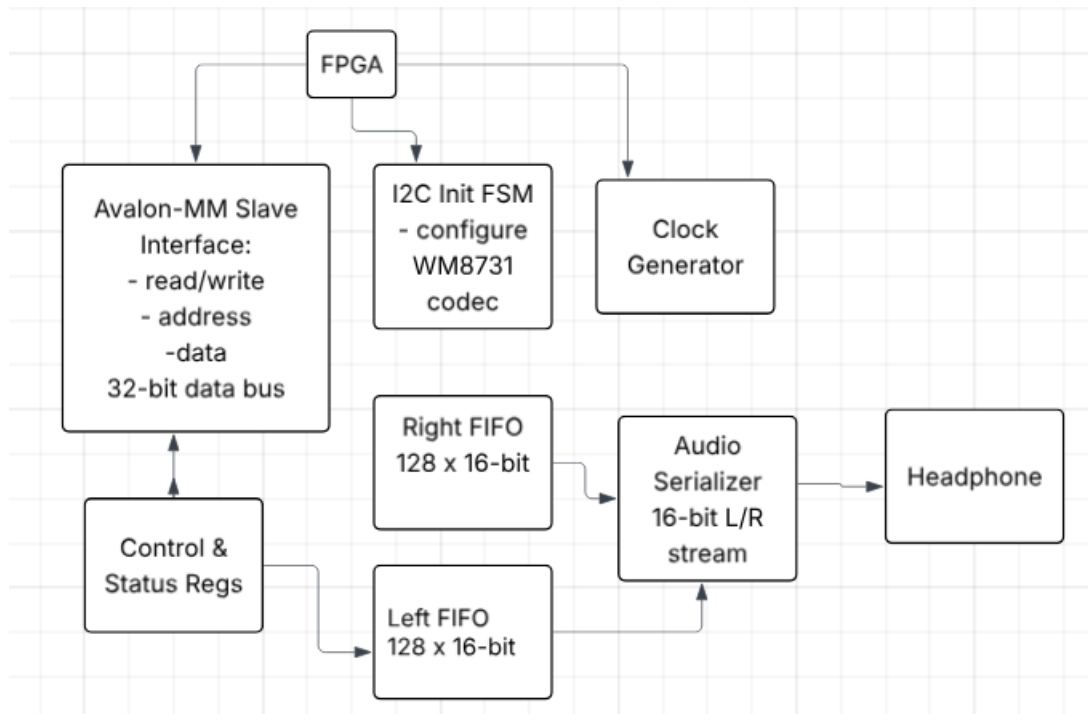 FPGA
Avalon-MM Slave
Interface:
- read/write
- address
-data
32-bit data bus
I2C Init FSM
- configure
WM8731
codec
Clock
Generator
Right FIFO
128 x 16-bit
Audio
Serializer
16-bit L/R
stream
Headphone
Control &
Status Regs
Left FIFO
128 x 16-bit